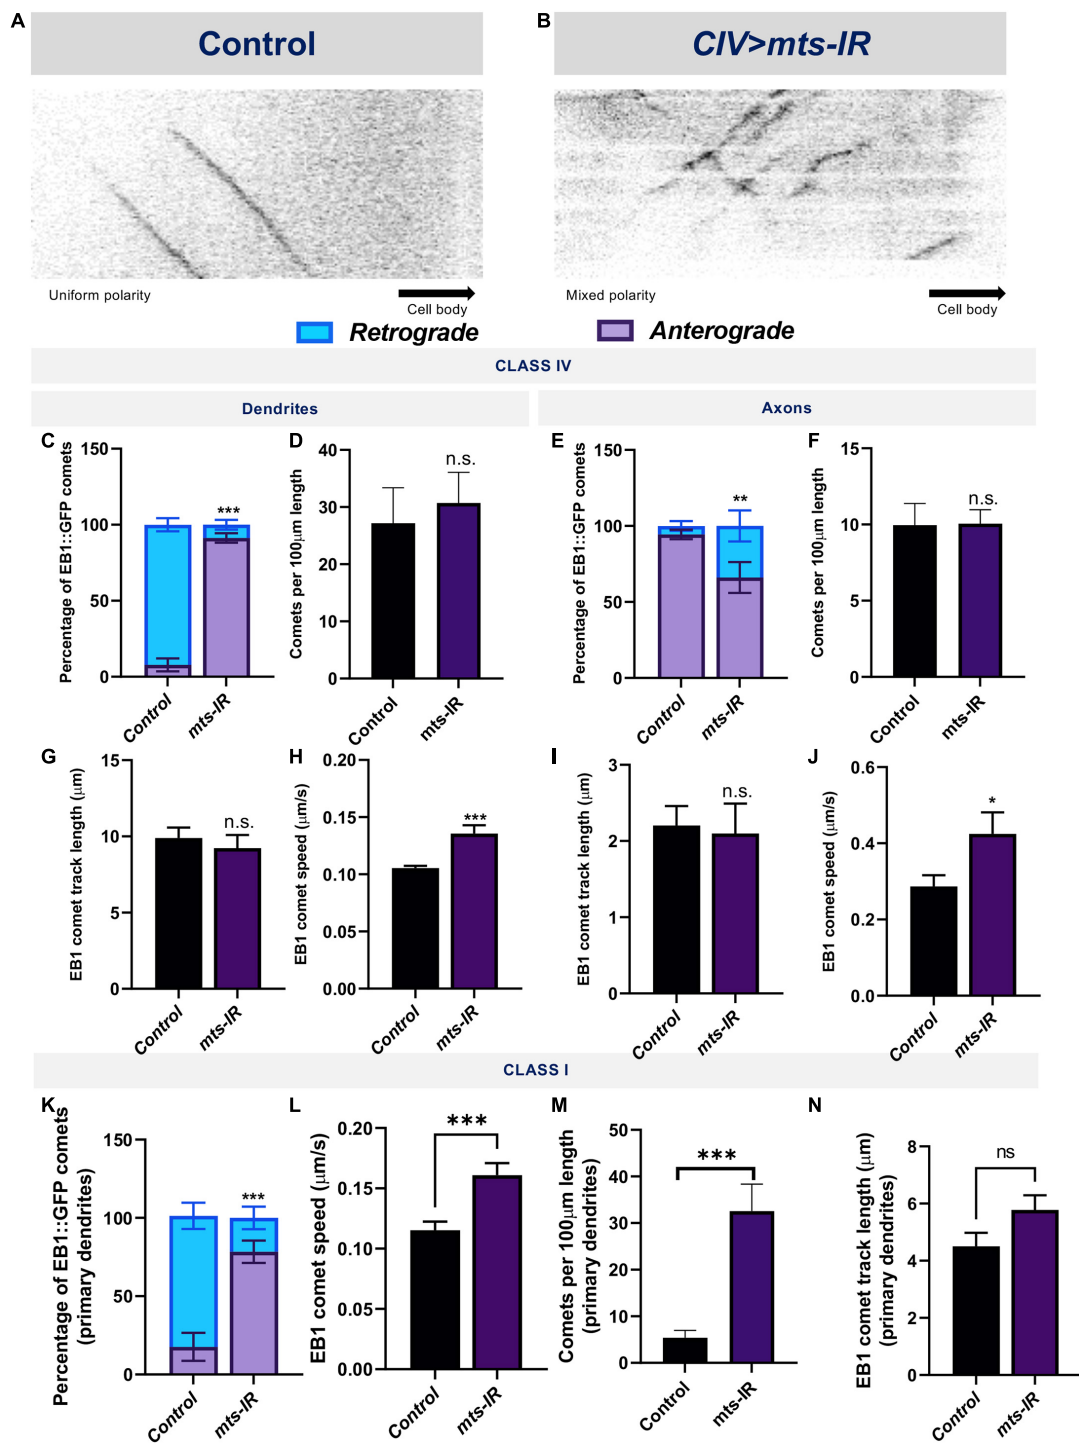 A
Control
B
CIV>mts-IR
Uniform polarity
Cell body
Mixed polarity
Cell body
Retrograde
Anterograde
CLASS IV
Dendrites
Axons
C
Percentage of EB1::GFP comets
150
100
50
0
***
Control
mts-IR
D
Comets per 100μm length
40
30
20
10
0
n.s.
Control
mts-IR
E
Percentage of EB1::GFP comets
150
100
50
0
**
Control
mts-IR
F
Comets per 100μm length
15
10
5
0
n.s.
Control
mts-IR
G
EB1 comet track length (μm)
15
10
5
0
n.s.
Control
mts-IR
H
EB1 comet speed (μm/s)
0.20
0.15
0.10
0.05
0.00
***
Control
mts-IR
I
EB1 comet track length (μm)
3
2
1
0
n.s.
Control
mts-IR
J
EB1 comet speed (μm/s)
0.6
0.4
0.2
0.0
*
Control
mts-IR
CLASS I
K
Percentage of EB1::GFP comets
(primary dendrites)
150
100
50
0
***
Control
mts-IR
L
EB1 comet speed (μm/s)
0.20
0.15
0.10
0.05
0.00
***
Control
mts-IR
M
Comets per 100μm length
(primary dendrites)
50
40
30
20
10
0
***
Control
mts-IR
N
EB1 comet track length (μm)
(primary dendrites)
8
6
4
2
0
ns
Control
mts-IR